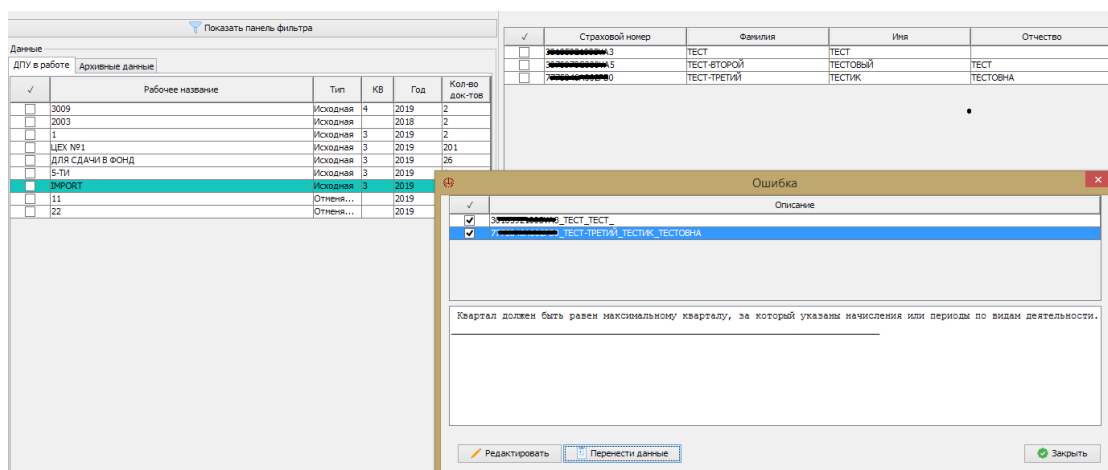 Показать панель фильтра
Данные
ДПУ в работе Архивные данные
✓ Рабочее название Тип КВ Год Кол-во док-тов
3009 Исходная 4 2019 2
2003 Исходная 2018 2
1 Исходная 3 2019 2
ЦЕХ №1 Исходная 3 2019 201
ДЛЯ СДАЧИ В ФОНД Исходная 3 2019 26
5-ТИ Исходная 3 2019
IMPORT Исходная 3 2019
11 Отменя... 2019
22 Отменя... 2019
✓ Страховой номер Фамилия Имя Отчество
ТЕСТ ТЕСТ
ТЕСТ-ВТОРОЙ ТЕСТОВЫЙ ТЕСТ
ТЕСТ-ТРЕТИЙ ТЕСТИК ТЕСТОВНА
Ошибка
✓ Описание
_ТЕСТ_ТЕСТ_
_ТЕСТ-ТРЕТИЙ_ТЕСТИК_ТЕСТОВНА
Квартал должен быть равен максимальному кварталу, за который указаны начисления или периоды по видам деятельности.
Редактировать Перенести данные Закрыть